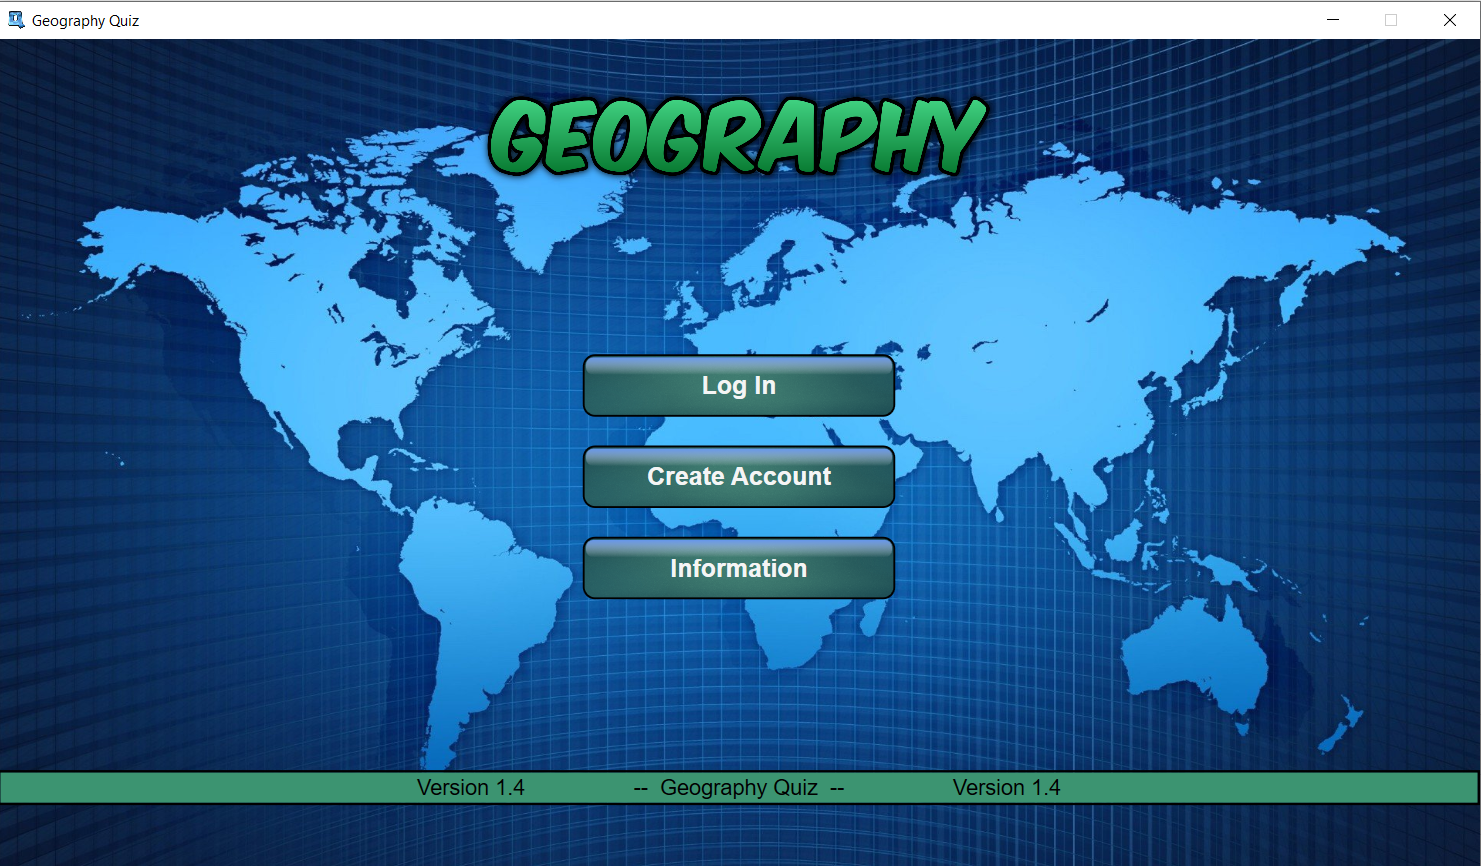 Geography Quiz
GEOGRAPHY
Log In
Create Account
Information
Version 1.4 -- Geography Quiz -- Version 1.4